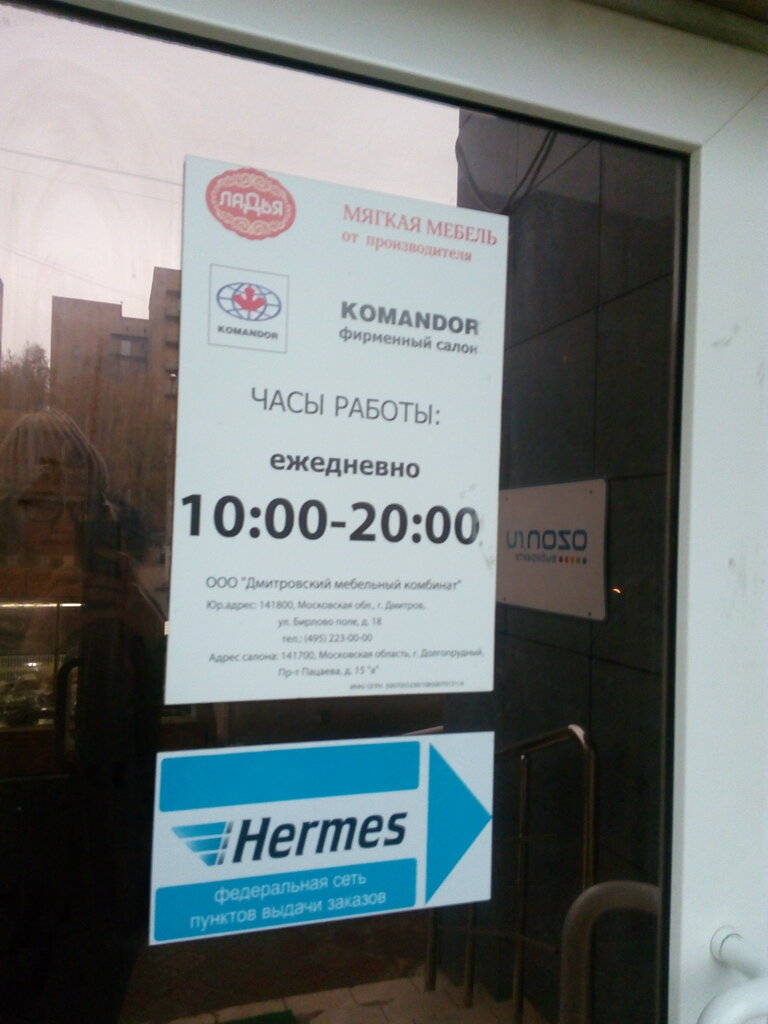 ЛАДЬЯ
МЯГКАЯ МЕБЕЛЬ
от производителя
KOMANDOR
KOMANDOR
фирменный салон
ЧАСЫ РАБОТЫ:
ежедневно
10:00-20:00
ООО "Дмитровский мебельный комбинат"
Юр.адрес: 141800, Московская обл., г. Дмитров,
ул. Бирлово поле, д. 18
тел.: (495) 223-00-00
Адрес салона: 141700, Московская область, г. Долгопрудный,
Пр-т Пацаева, д. 15 "а"
ozon.ru
Hermes
федеральная сеть
пунктов выдачи заказов